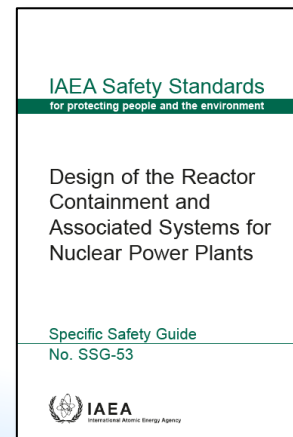 IAEA Safety Standards
for protecting people and the environment
Design of the Reactor
Containment and
Associated Systems for
Nuclear Power Plants
Specific Safety Guide
No. SSG-53
IAEA
International Atomic Energy Agency